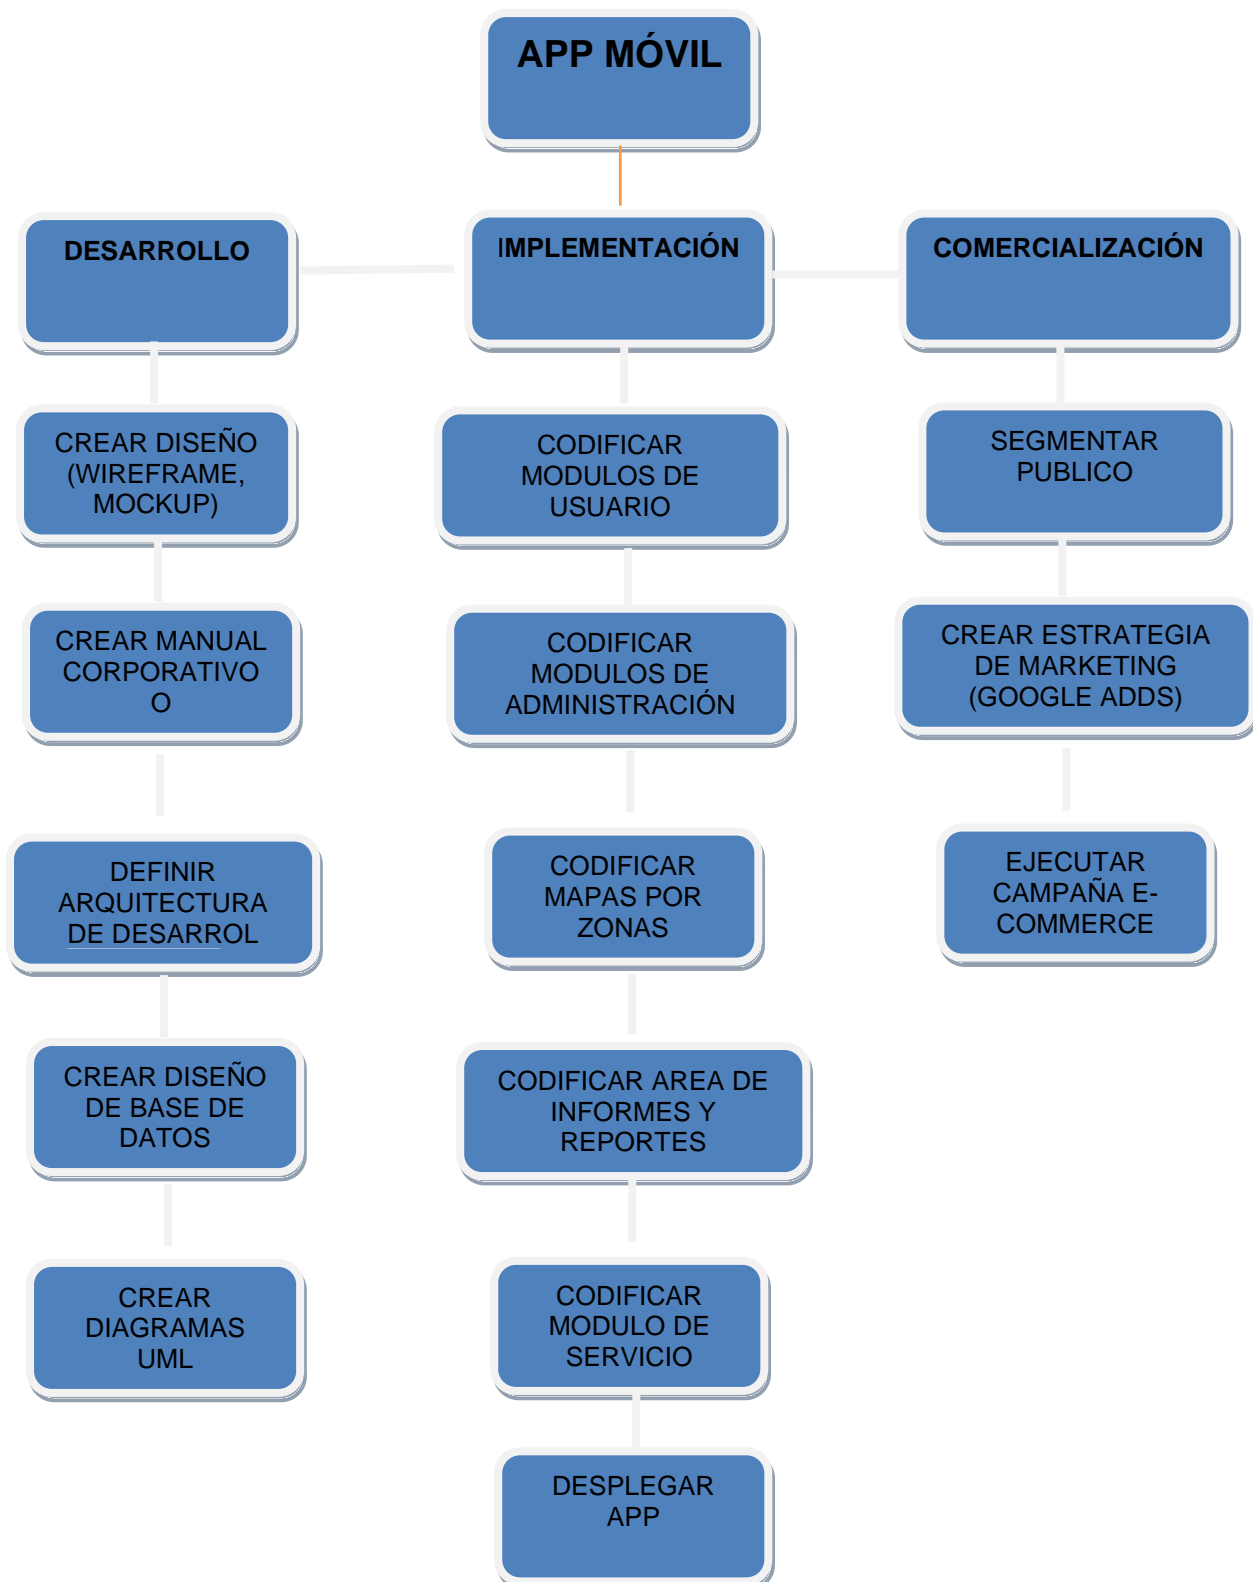 APP MÓVIL
DESARROLLO
IMPLEMENTACIÓN
COMERCIALIZACIÓN
CREAR DISEÑO
(WIREFRAME,
MOCKUP)
CREAR MANUAL
CORPORATIVO
O
DEFINIR
ARQUITECTURA
DE DESARROL
CREAR DISEÑO
DE BASE DE
DATOS
CREAR
DIAGRAMAS
UML
CODIFICAR
MODULOS DE
USUARIO
CODIFICAR
MODULOS DE
ADMINISTRACIÓN
CODIFICAR
MAPAS POR
ZONAS
CODIFICAR AREA DE
INFORMES Y
REPORTES
CODIFICAR
MODULO DE
SERVICIO
DESPLEGAR
APP
SEGMENTAR
PUBLICO
CREAR ESTRATEGIA
DE MARKETING
(GOOGLE ADDS)
EJECUTAR
CAMPAÑA E-
COMMERCE